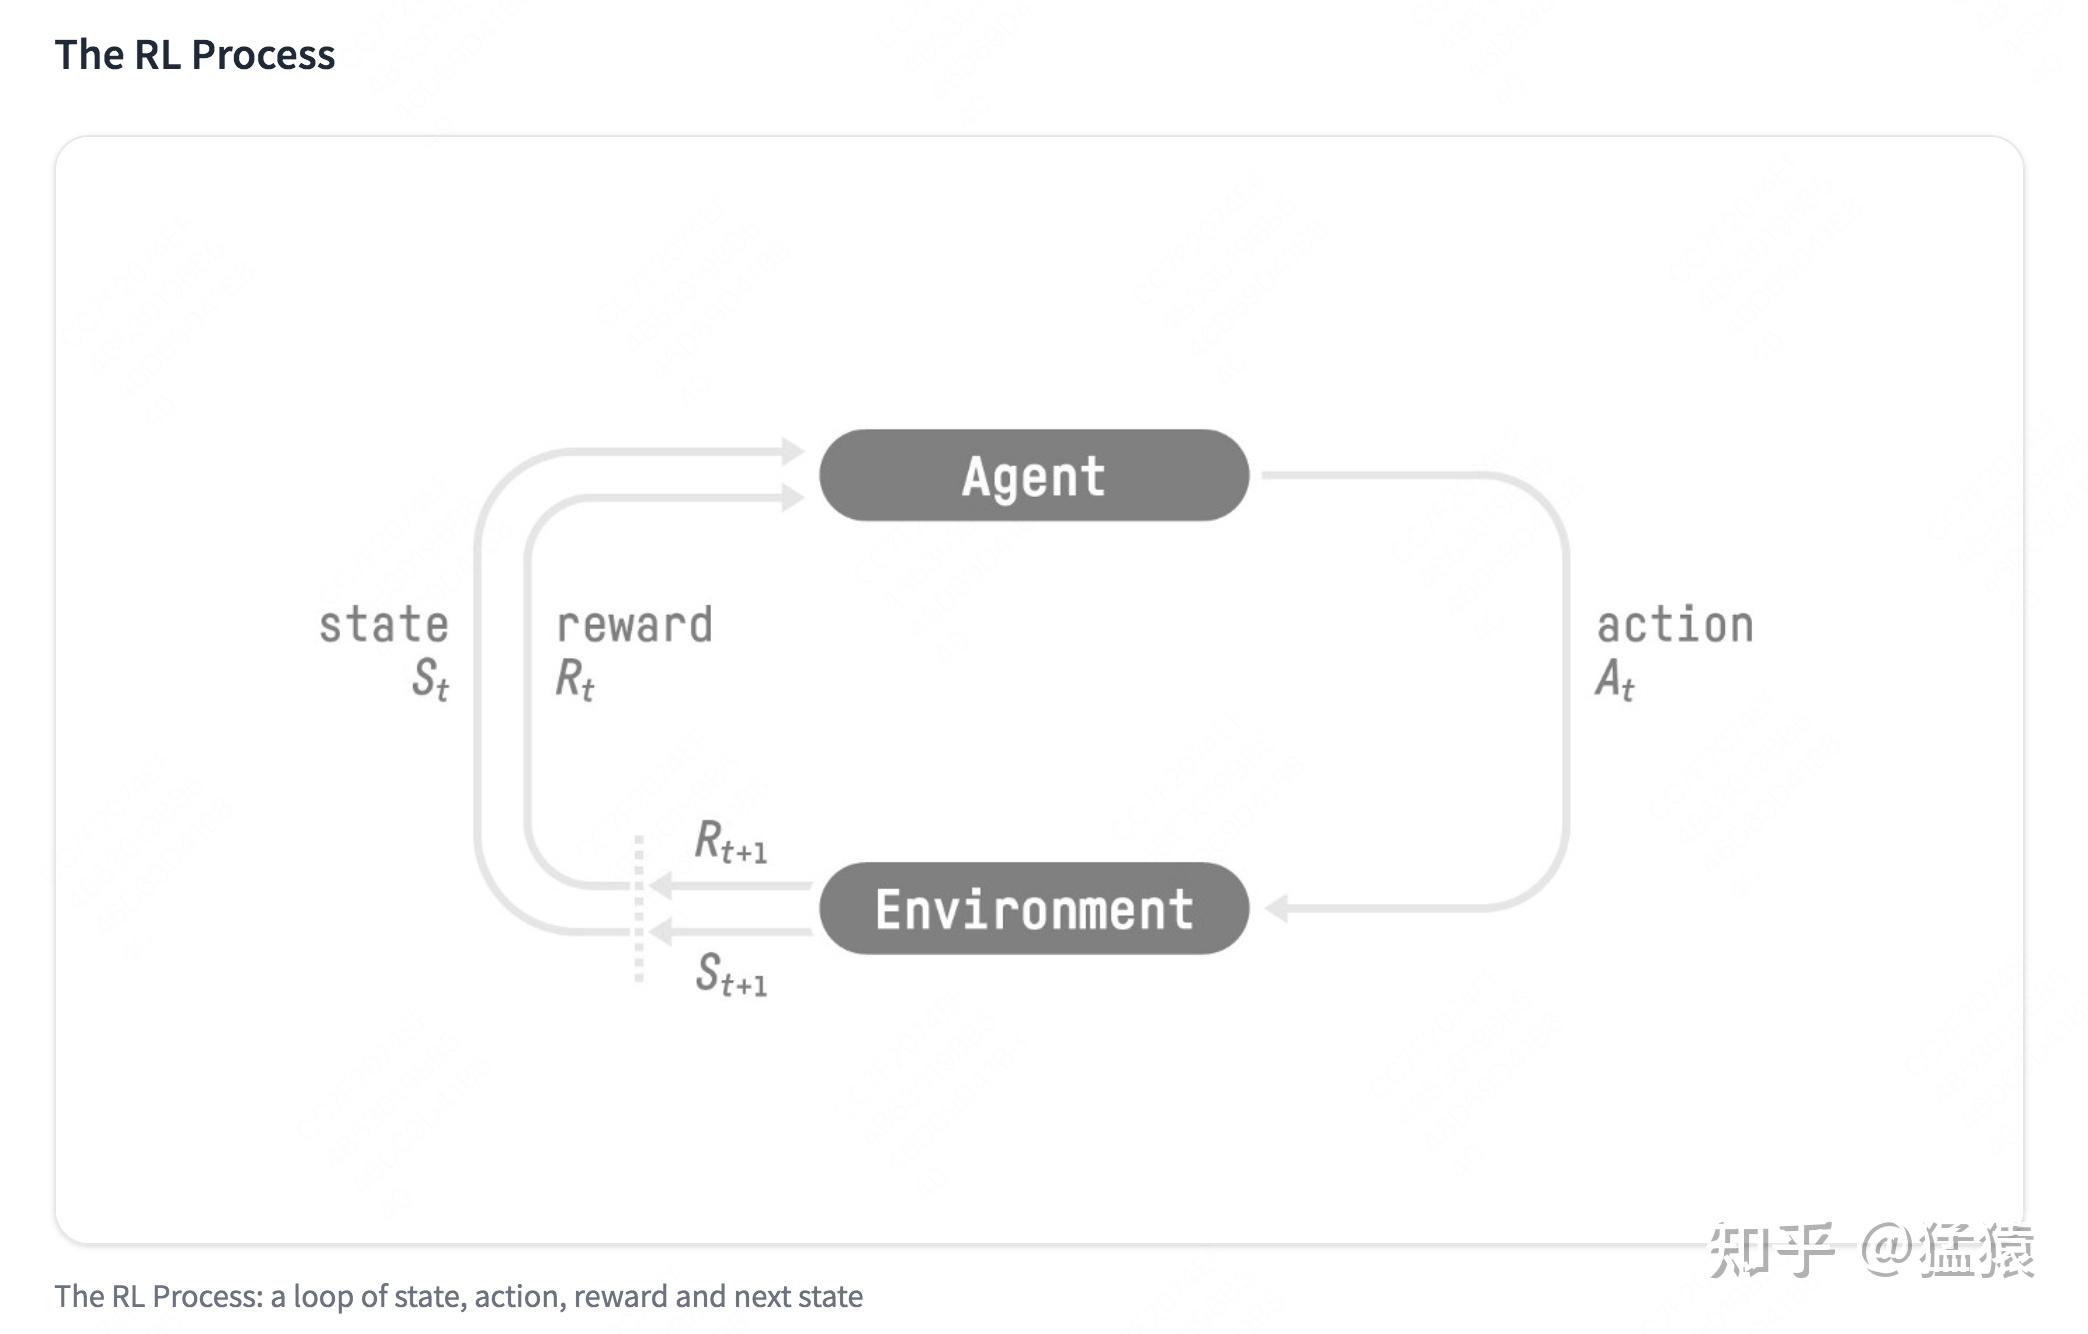 The RL Process
Agent
state
S_t
reward
R_t
action
A_t
R_{t+1}
Environment
S_{t+1}
知乎 @猛猿
The RL Process: a loop of state, action, reward and next state